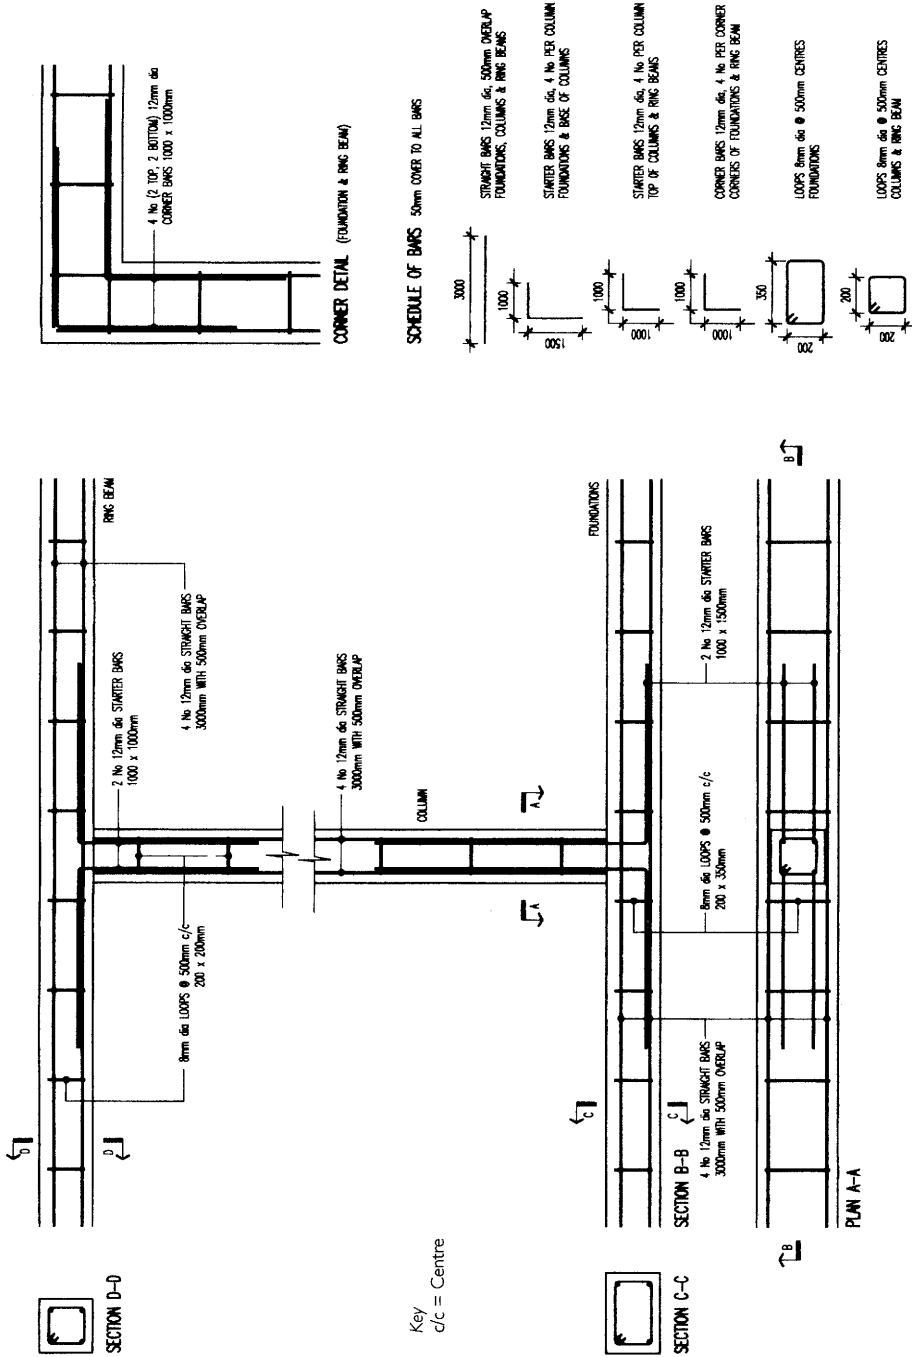 4 No (2 TOP, 2 BOTTOM) 12mm dia
CORNER BARS 1000 x 1000mm
CORNER DETAIL (FOUNDATION & RING BEAM)
SCHEDULE OF BARS 50mm COVER TO ALL BARS
3000
STRAIGHT BARS 12mm dia, 500mm OVERLAP
FOUNDATIONS, COLUMNS & RING BEAMS
1000
1500
STARTER BARS 12mm dia, 4 No PER COLUMN
FOUNDATIONS & BASE OF COLUMNS
1000
1000
STARTER BARS 12mm dia, 4 No PER COLUMN
TOP OF COLUMNS & RING BEAMS
1000
1000
CORNER BARS 12mm dia, 4 No PER CORNER
CORNERS OF FOUNDATIONS & RING BEAM
350
200
LOOPS 8mm dia @ 500mm CENTRES
FOUNDATIONS
200
200
LOOPS 8mm dia @ 500mm CENTRES
COLUMNS & RING BEAM
RING BEAM
4 No 12mm dia STRAIGHT BARS
3000mm WITH 500mm OVERLAP
2 No 12mm dia STARTER BARS
1000 x 1000mm
8mm dia LOOPS @ 500mm c/c
200 x 200mm
4 No 12mm dia STRAIGHT BARS
3000mm WITH 500mm OVERLAP
COLUMN
A
A
FOUNDATIONS
2 No 12mm dia STARTER BARS
1000 x 1500mm
8mm dia LOOPS @ 500mm c/c
200 x 350mm
4 No 12mm dia STRAIGHT BARS
3000mm WITH 500mm OVERLAP
D
D
C
C
B
B
SECTION D-D
SECTION B-B
SECTION C-C
PLAN A-A
Key
c/c = Centre